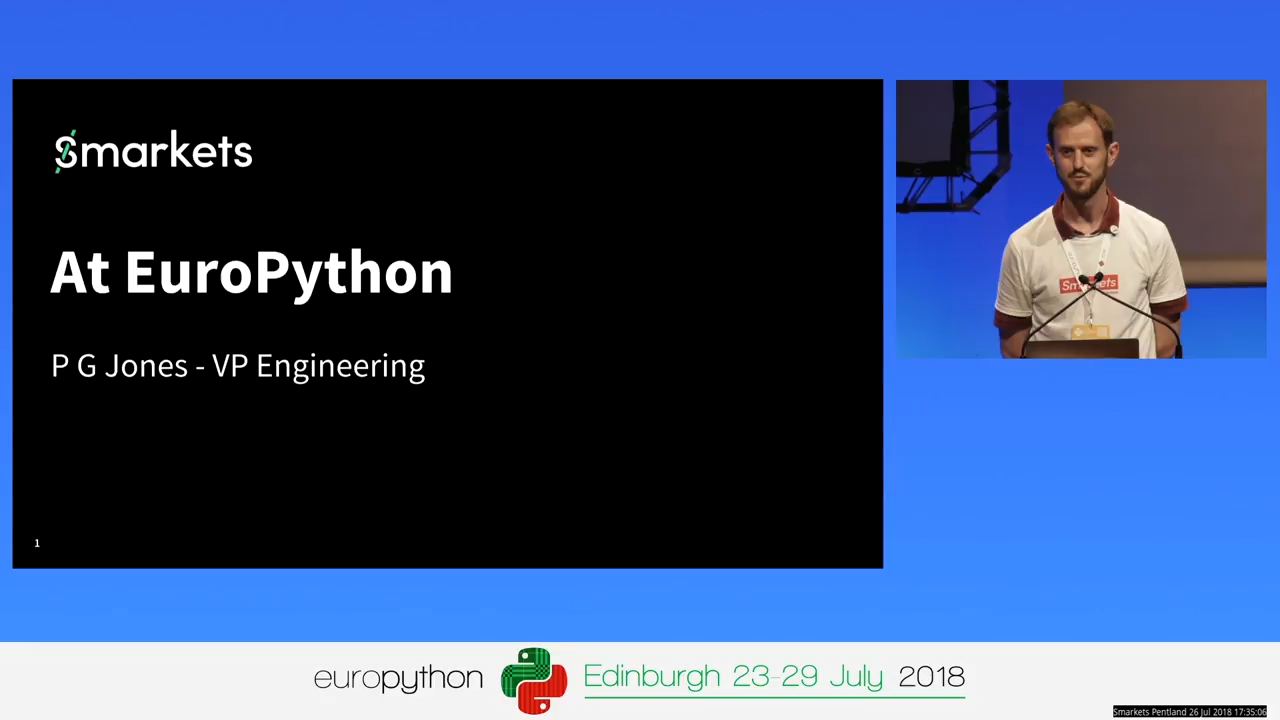 Smarkets
At EuroPython
P G Jones - VP Engineering
1
Smarkets
europython
Edinburgh 23-29 July 2018
Smarkets Pentland 26 Jul 2018 17:35:06